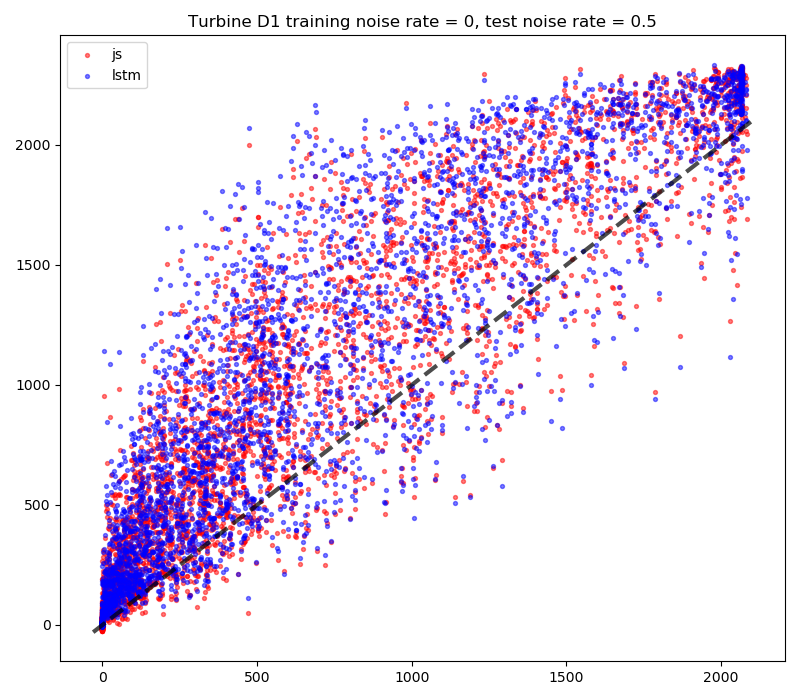 Turbine D1 training noise rate = 0, test noise rate = 0.5
js
lstm
2000
1500
1000
500
0
0 500 1000 1500 2000